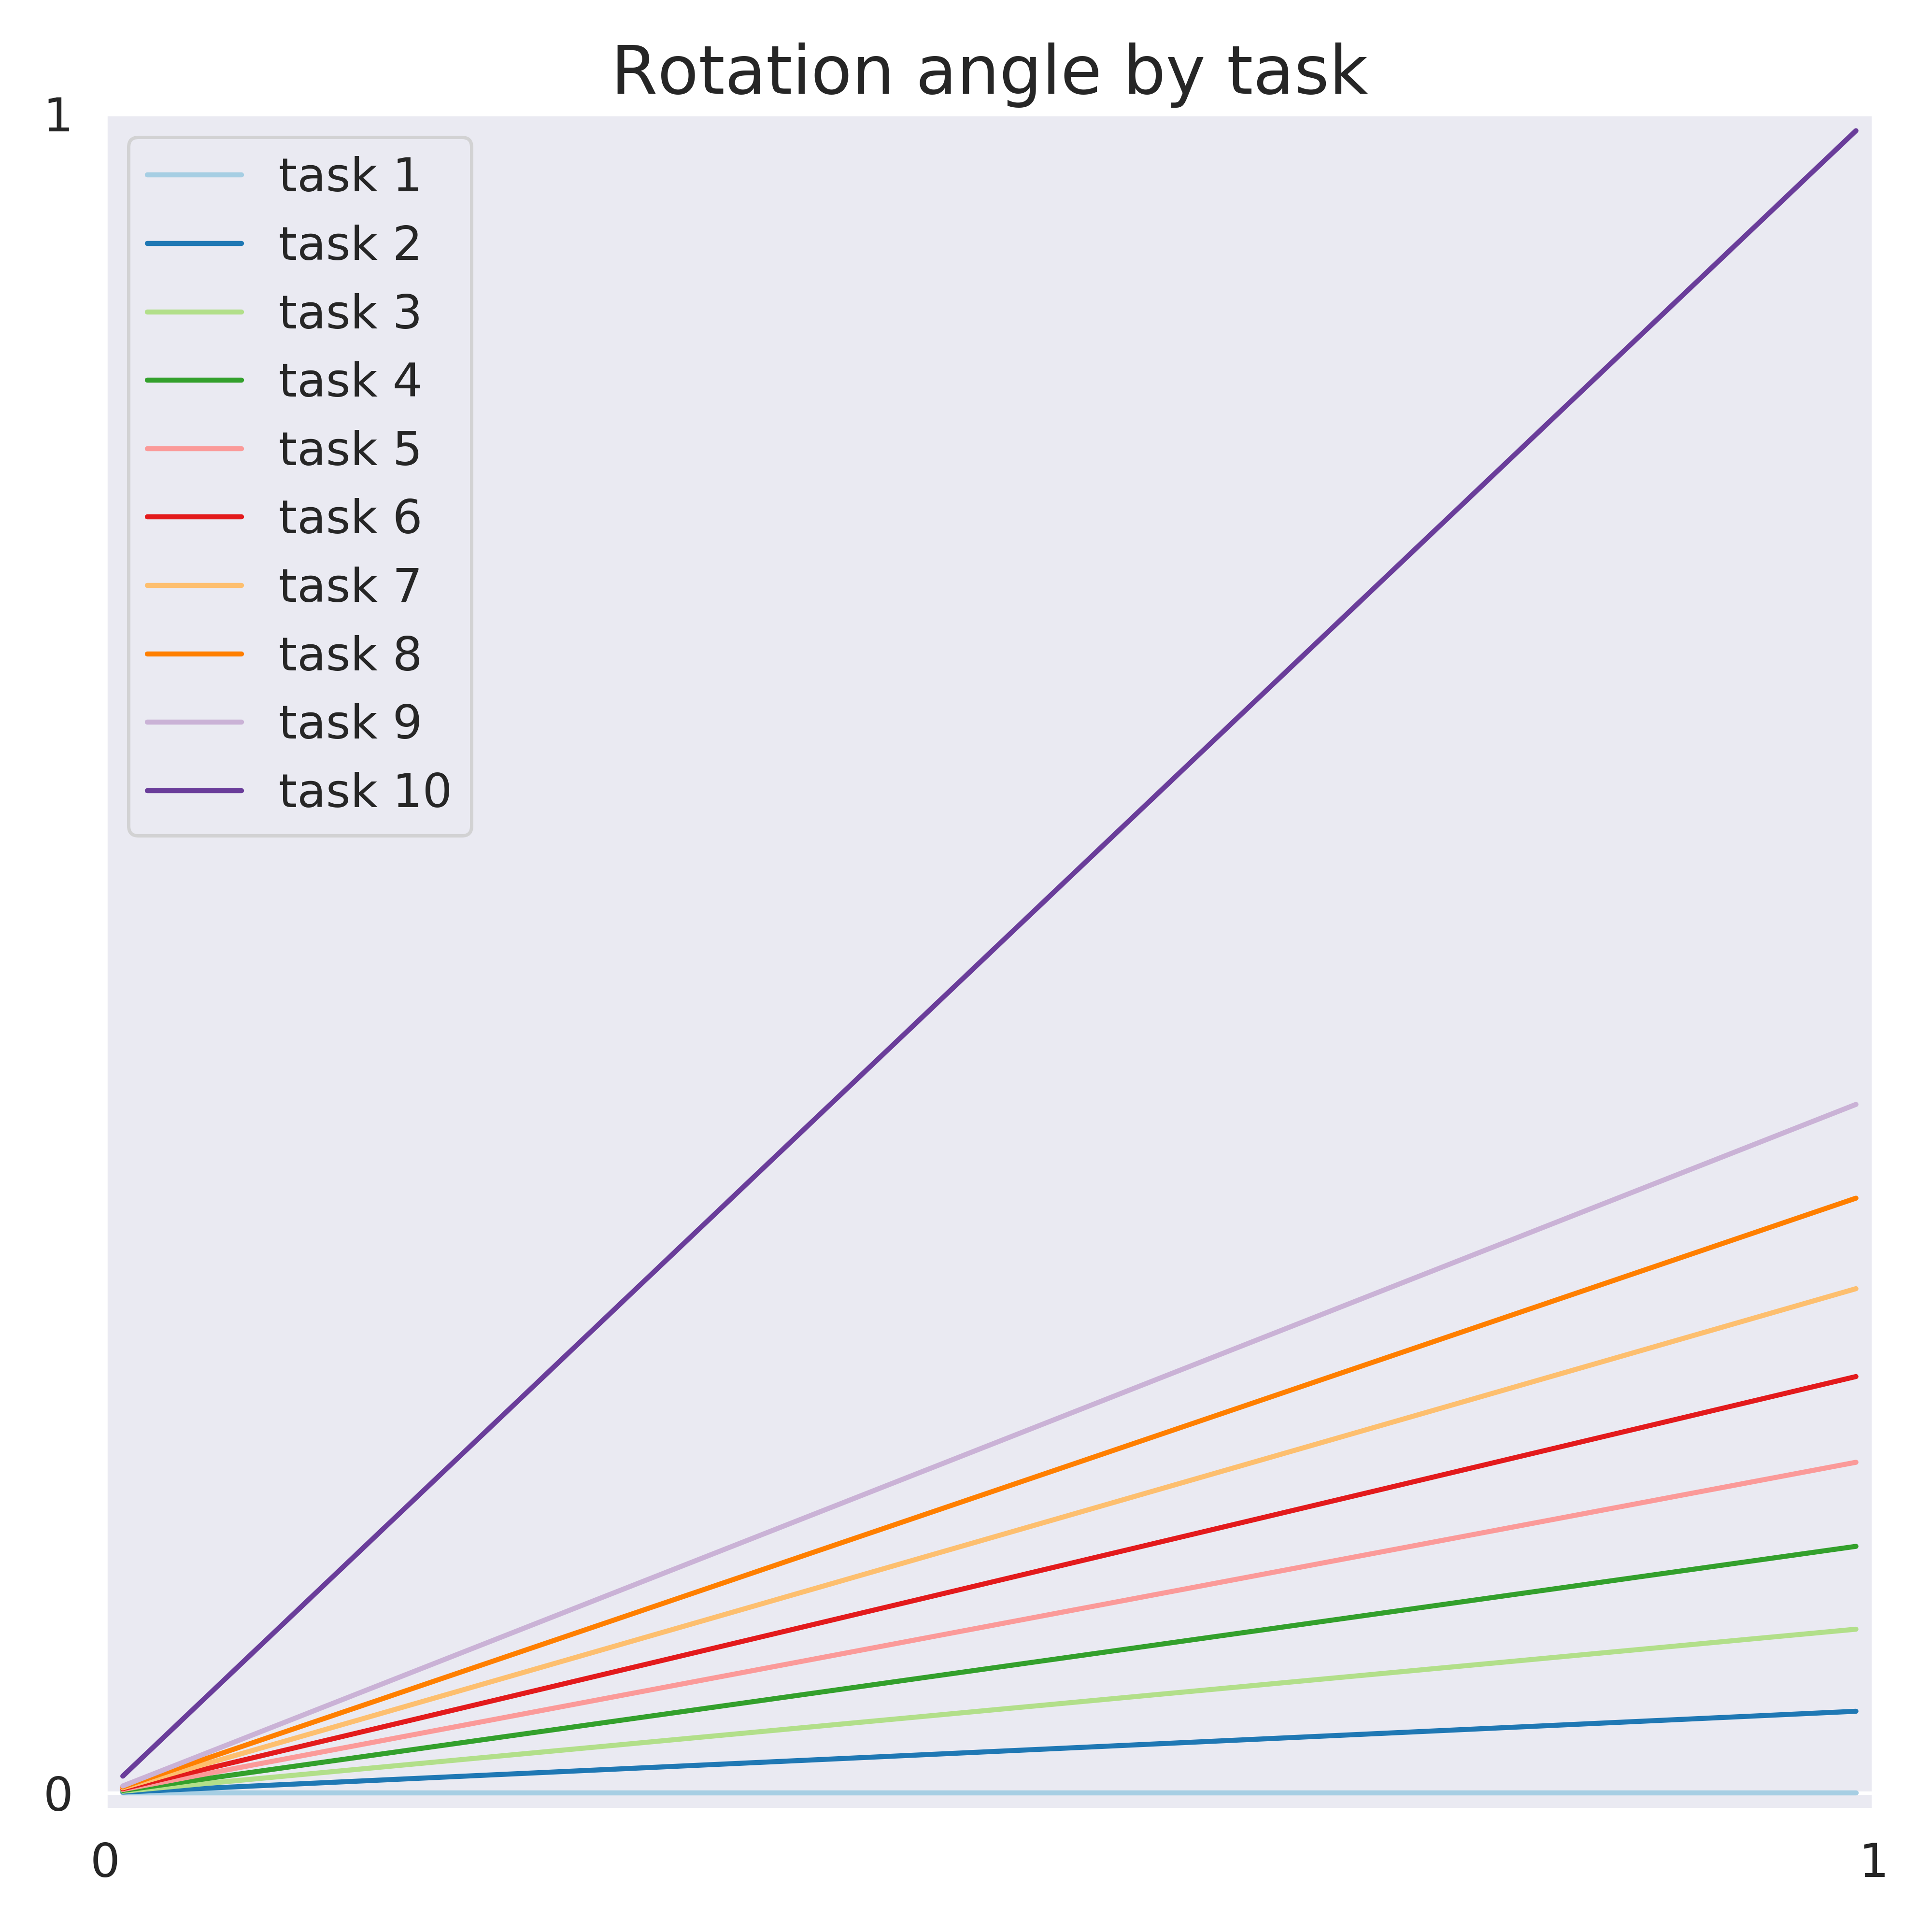 Rotation angle by task
1
task 1
task 2
task 3
task 4
task 5
task 6
task 7
task 8
task 9
task 10
0
0 1